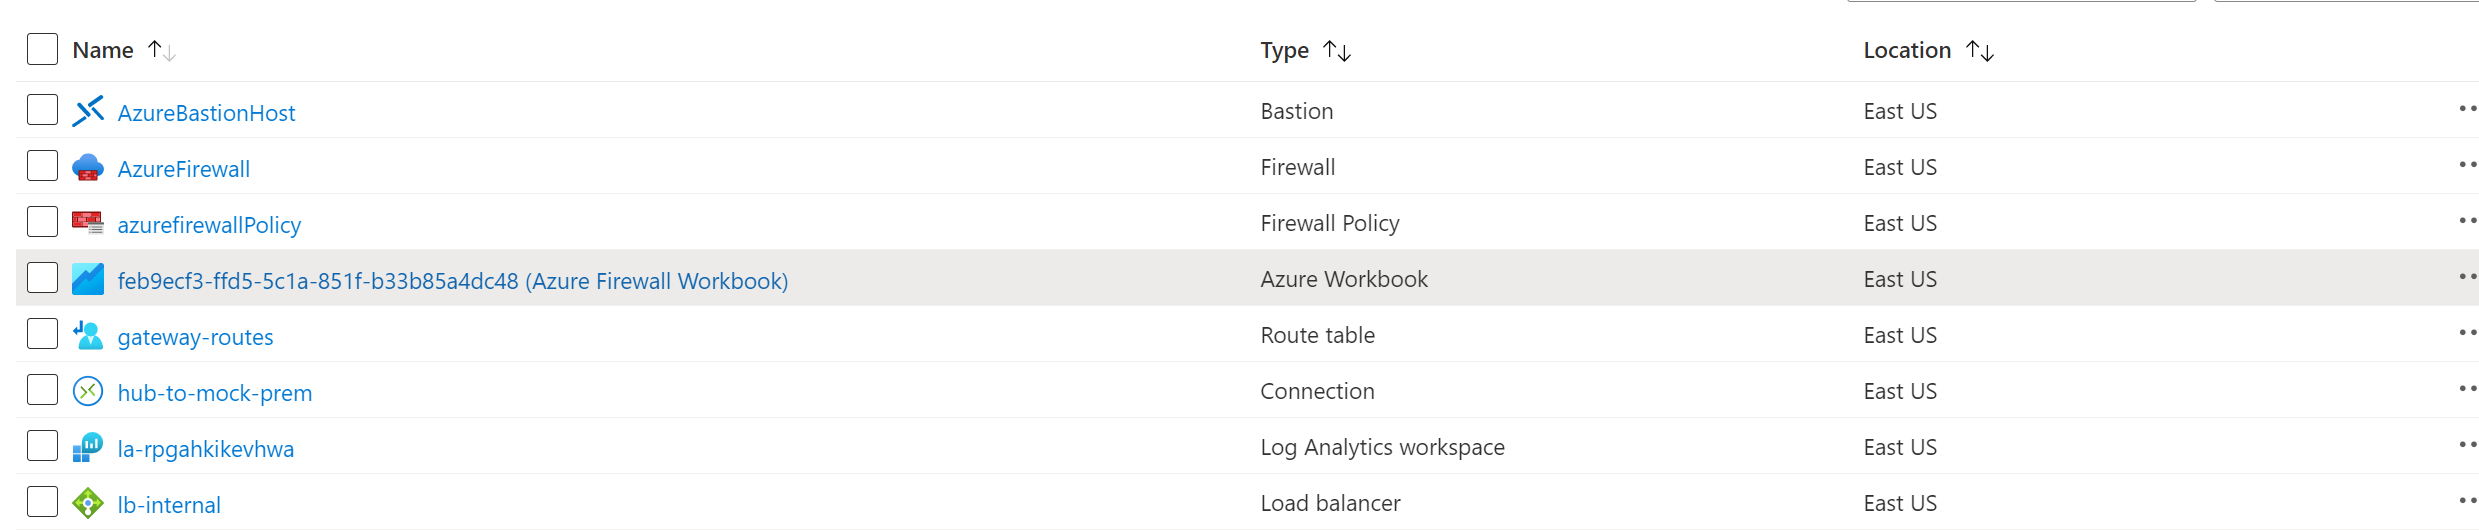 Name Type Location
AzureBastionHost Bastion East US
AzureFirewall Firewall East US
azurefirewallPolicy Firewall Policy East US
feb9ecf3-ffd5-5c1a-851f-b33b85a4dc48 (Azure Firewall Workbook) Azure Workbook East US
gateway-routes Route table East US
hub-to-mock-prem Connection East US
la-rpgahkikevhwa Log Analytics workspace East US
lb-internal Load balancer East US